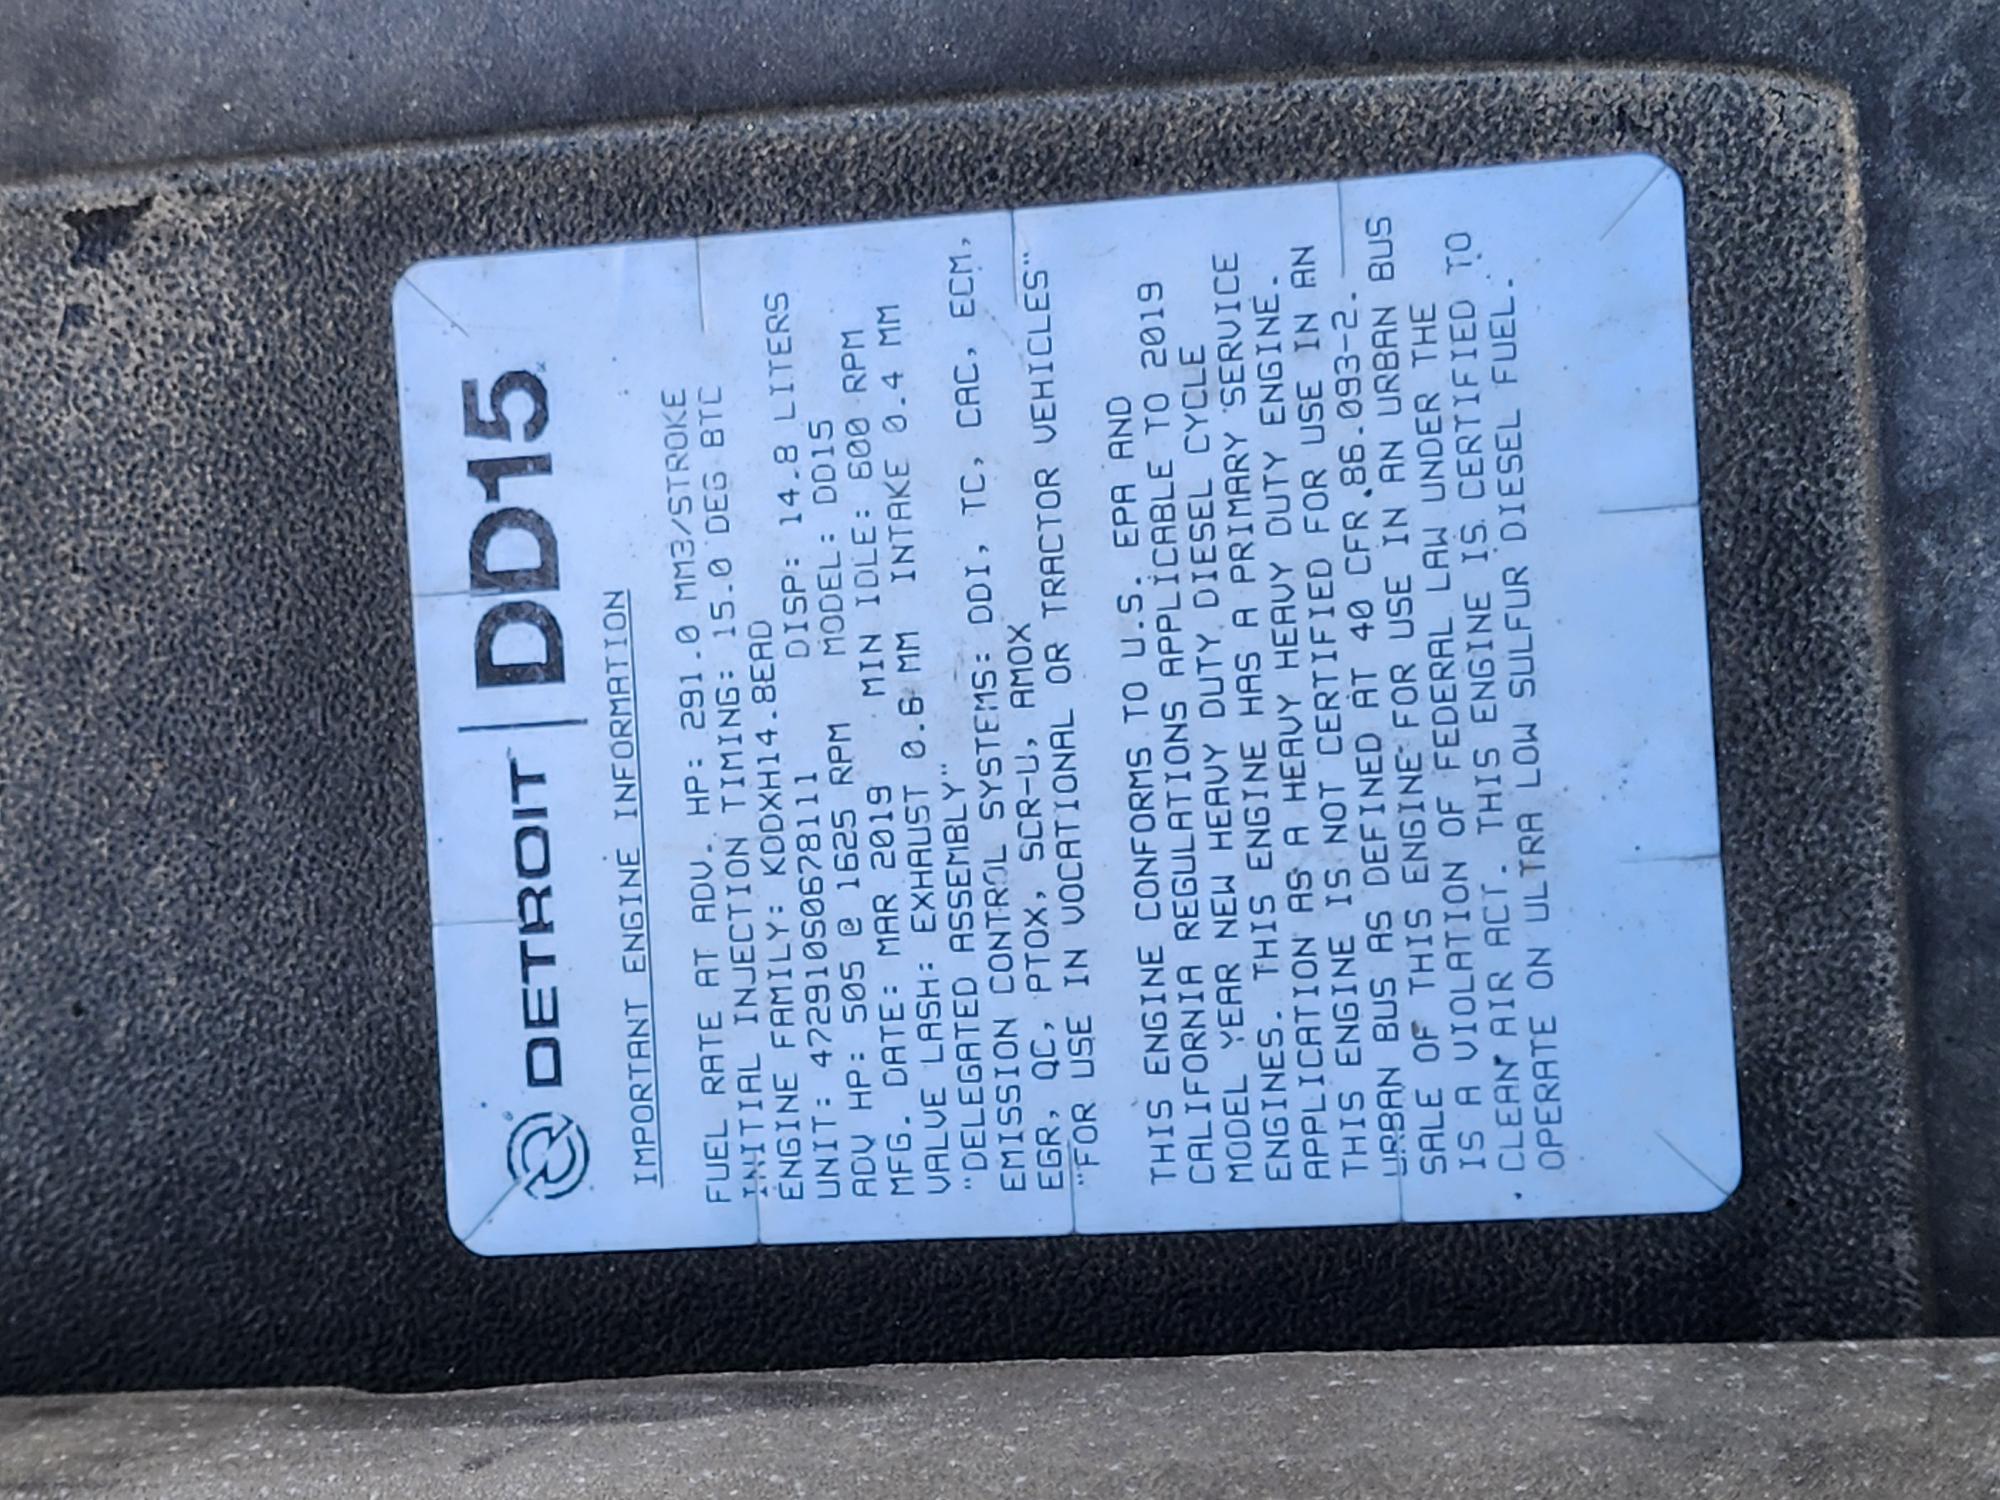 DETROIT DD15
IMPORTANT ENGINE INFORMATION
FUEL RATE AT ADV. HP: 291.0 MM3/STROKE
INITIAL INJECTION TIMING: 15.0 DEG BTC
ENGINE FAMILY: KDDXH14.8EAD
UNIT: 472910S0678111 DISP: 14.8 LITERS
ADV HP: 505 @ 1625 RPM MODEL: DD15
MFG. DATE: MAR 2019 MIN IDLE: 600 RPM
VALVE LASH: EXHAUST 0.6 MM INTAKE 0.4 MM
"DELEGATED ASSEMBLY"
EMISSION CONTROL SYSTEMS: DDI, TC, CAC, ECM,
EGR, OC, PTOX, SCR-U, AMOX
"FOR USE IN VOCATIONAL OR TRACTOR VEHICLES"
THIS ENGINE CONFORMS TO U.S. EPA AND
CALIFORNIA REGULATIONS APPLICABLE TO 2019
MODEL YEAR NEW HEAVY DUTY DIESEL CYCLE
ENGINES. THIS ENGINE HAS A PRIMARY SERVICE
APPLICATION AS A HEAVY HEAVY DUTY ENGINE.
THIS ENGINE IS NOT CERTIFIED FOR USE IN AN
URBAN BUS AS DEFINED AT 40 CFR.86.093-2.
SALE OF THIS ENGINE FOR USE IN AN URBAN BUS
IS A VIOLATION OF FEDERAL LAW UNDER THE
CLEAN AIR ACT. THIS ENGINE IS CERTIFIED TO
OPERATE ON ULTRA LOW SULFUR DIESEL FUEL.